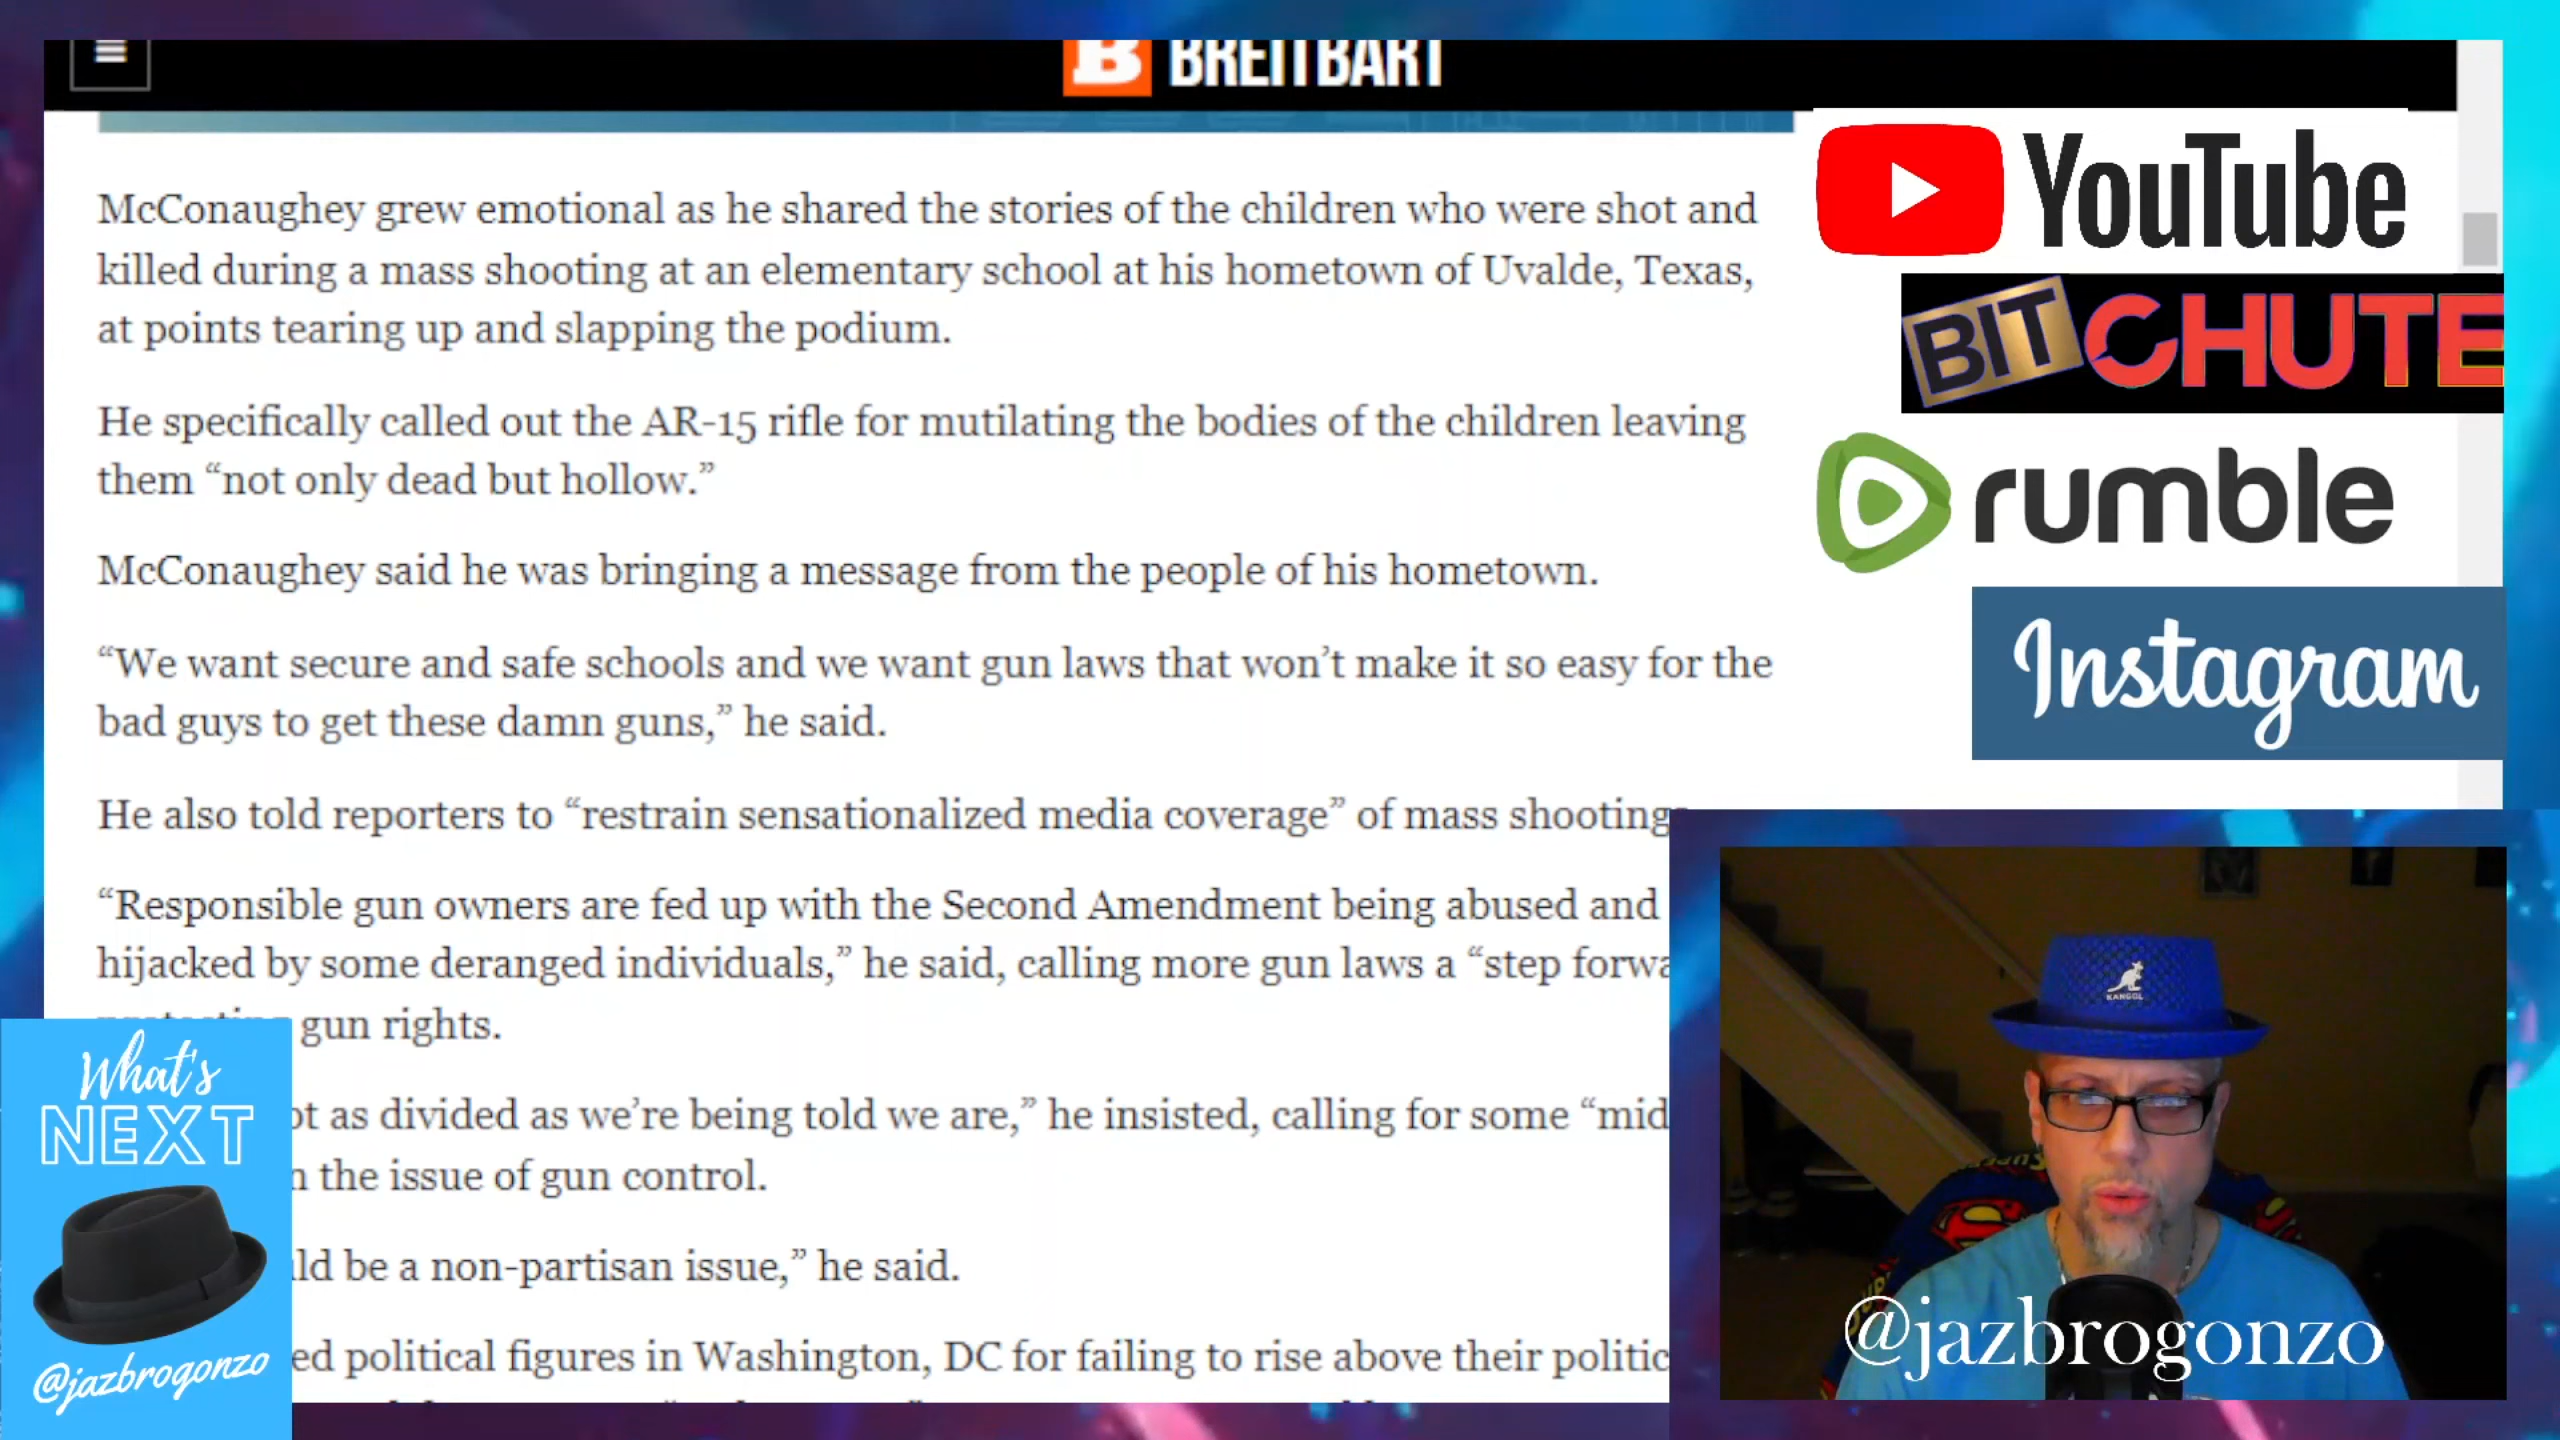 BREITBART
McConaughey grew emotional as he shared the stories of the children who were shot and
killed during a mass shooting at an elementary school at his hometown of Uvalde, Texas,
at points tearing up and slapping the podium.
He specifically called out the AR-15 rifle for mutilating the bodies of the children leaving
them “not only dead but hollow.”
McConaughey said he was bringing a message from the people of his hometown.
“We want secure and safe schools and we want gun laws that won’t make it so easy for the
bad guys to get these damn guns,” he said.
He also told reporters to “restrain sensationalized media coverage” of mass shootings
“Responsible gun owners are fed up with the Second Amendment being abused and
hijacked by some deranged individuals,” he said, calling more gun laws a “step forwa
gun rights.
ot as divided as we’re being told we are,” he insisted, calling for some “mid
n the issue of gun control.
ld be a non-partisan issue,” he said.
ed political figures in Washington, DC for failing to rise above their politic
YouTube
BITCHUTE
rumble
Instagram
What's
NEXT
@jazbrogonzo
KANGOL
@jazbrogonzo